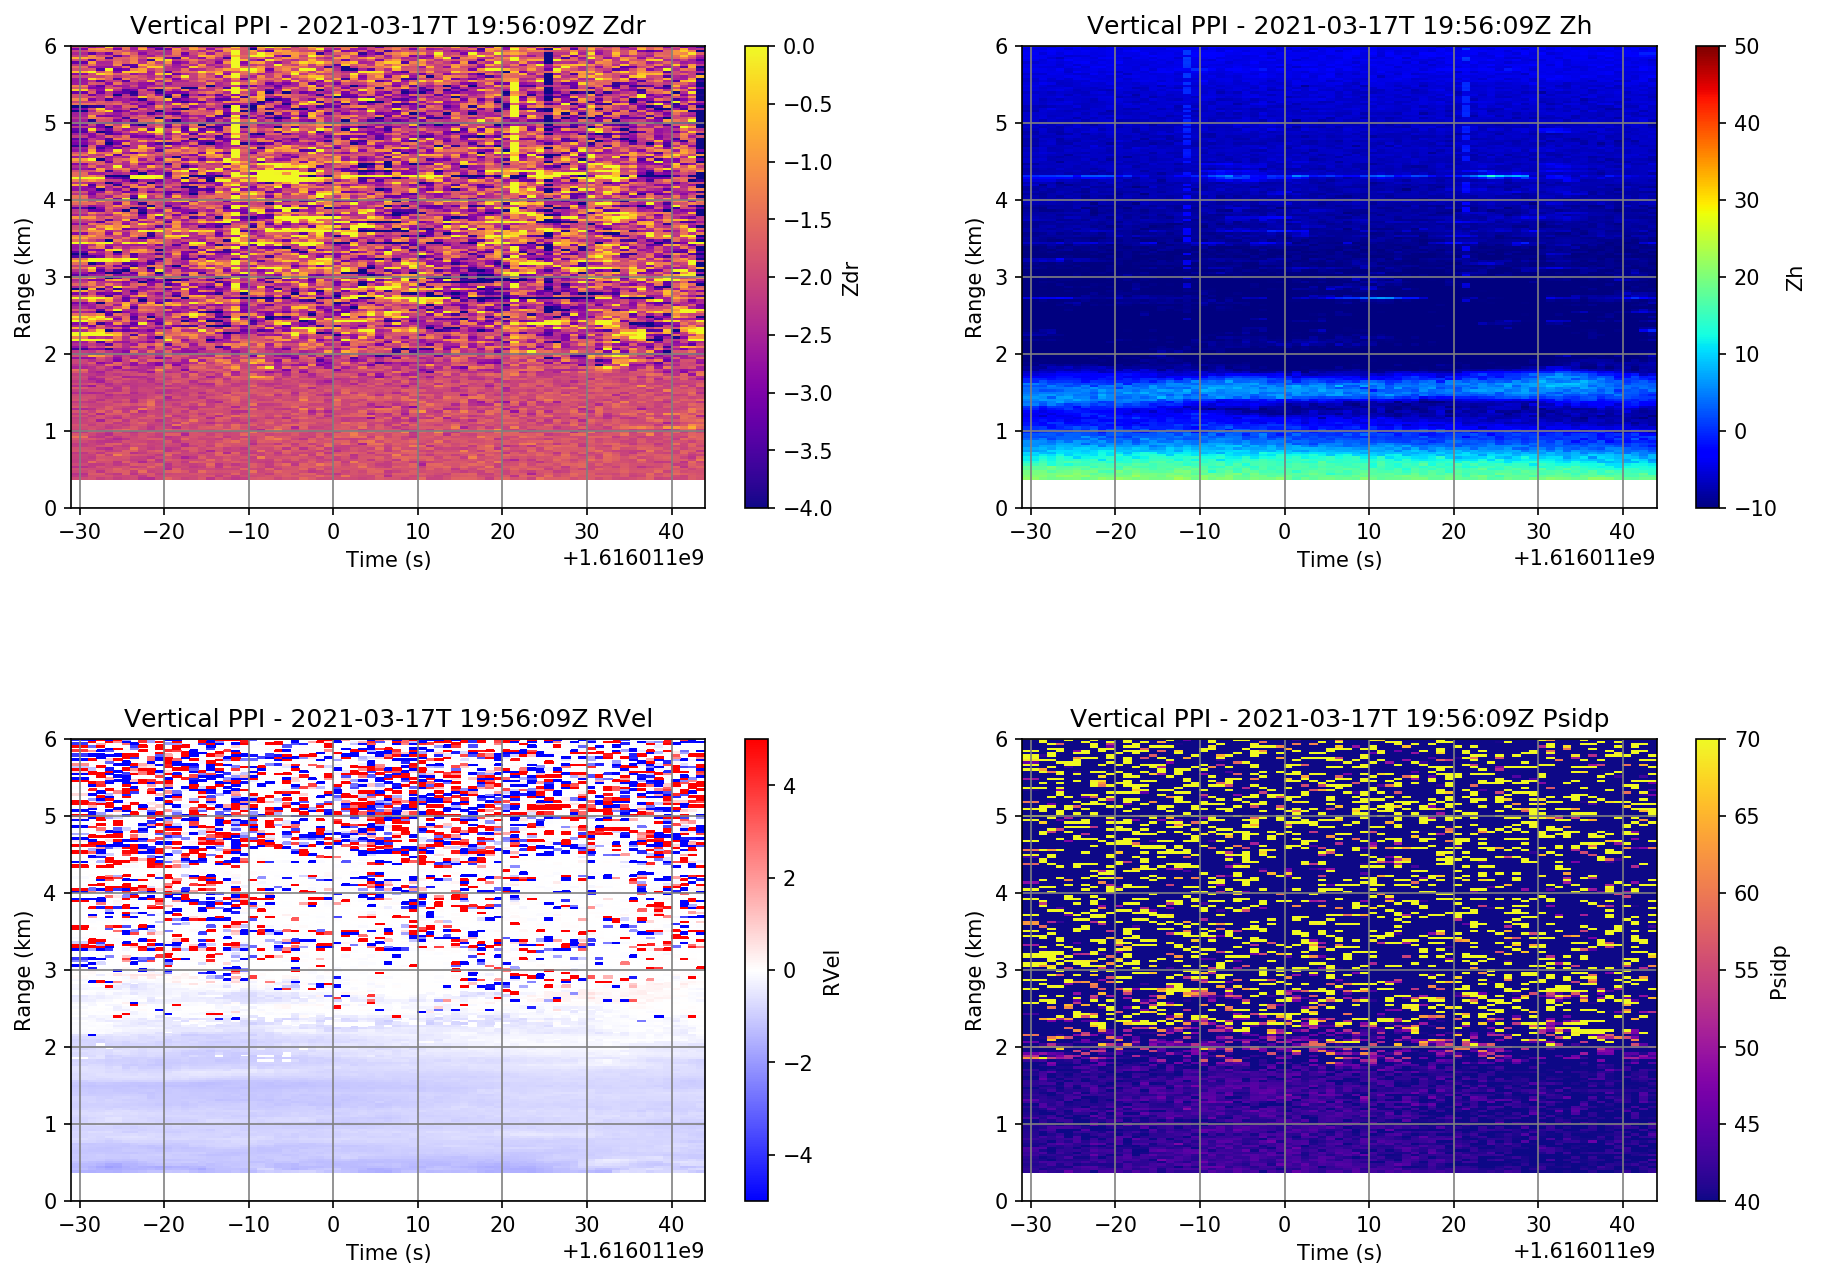 Vertical PPI - 2021-03-17T 19:56:09Z Zdr
6
5
4
3
2
1
0
Range (km)
−30 −20 −10 0 10 20 30 40
Time (s)
+1.616011e9
0.0
−0.5
−1.0
−1.5
−2.0
−2.5
−3.0
−3.5
−4.0
Zdr
Vertical PPI - 2021-03-17T 19:56:09Z Zh
6
5
4
3
2
1
0
Range (km)
−30 −20 −10 0 10 20 30 40
Time (s)
+1.616011e9
50
40
30
20
10
0
−10
Zh
Vertical PPI - 2021-03-17T 19:56:09Z RVel
6
5
4
3
2
1
0
Range (km)
−30 −20 −10 0 10 20 30 40
Time (s)
+1.616011e9
4
2
0
−2
−4
RVel
Vertical PPI - 2021-03-17T 19:56:09Z Psidp
6
5
4
3
2
1
0
Range (km)
−30 −20 −10 0 10 20 30 40
Time (s)
+1.616011e9
70
65
60
55
50
45
40
Psidp